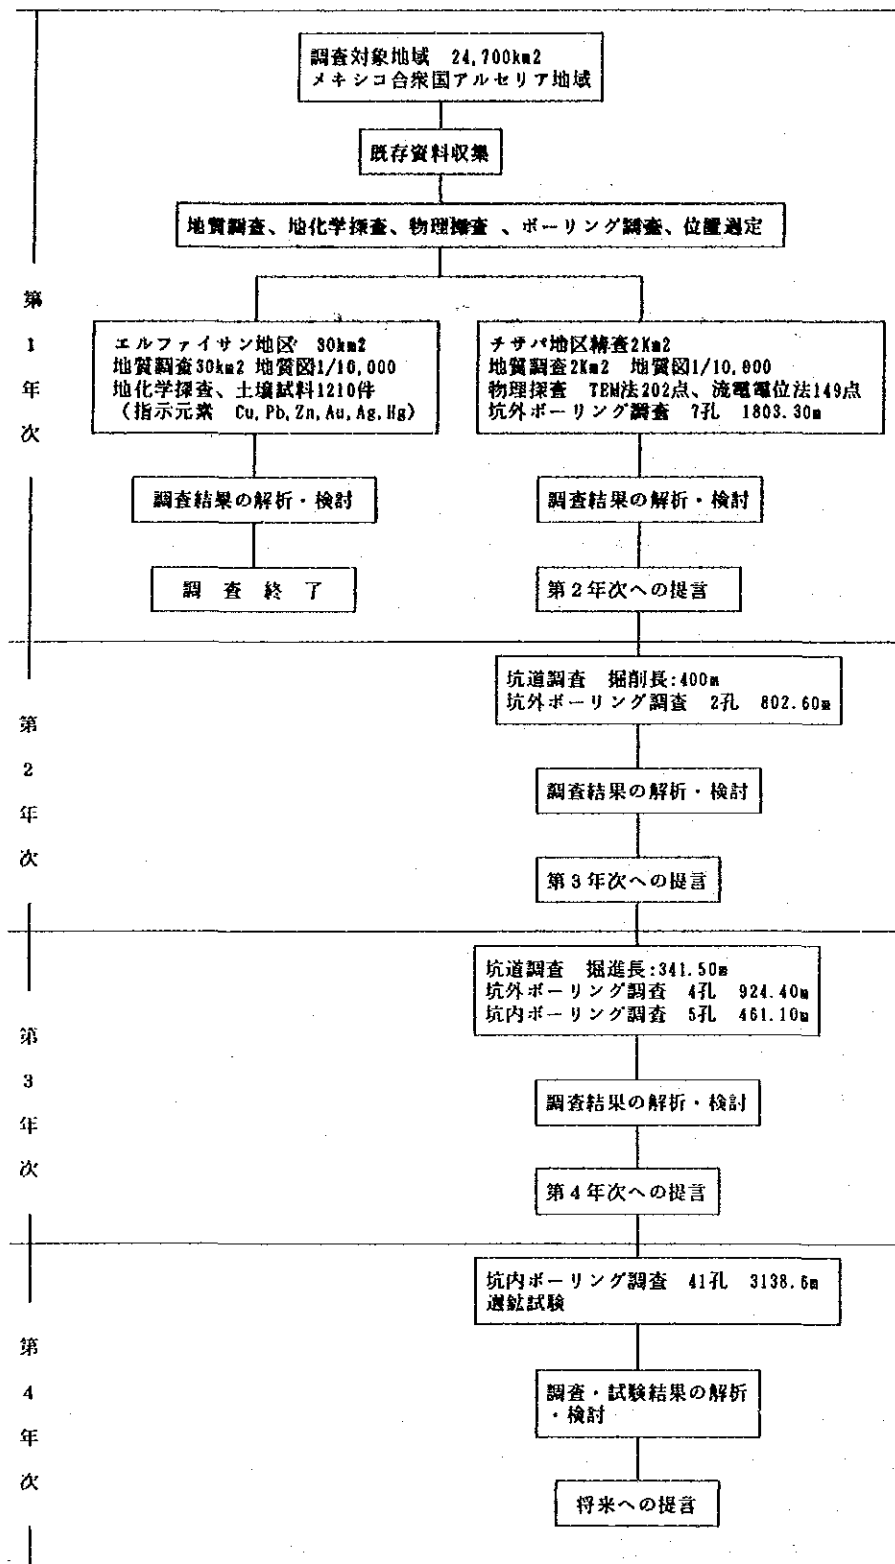 調査対象地域 24,700km2
メキシコ合衆国アルセリア地域
既存資料収集
地質調査、地化学探査、物理探査、ボーリング調査、位置選定
第1年次
エルファイサン地区 30km2
地質調査30km2 地質図1/10,000
地化学探査、土壌試料1210件
(指示元素 Cu,Pb,Zn,Au,Ag,Hg)
調査結果の解析・検討
調査終了
チザパ地区精査2Km2
地質調査2Km2 地質図1/10,000
物理探査 TEM法202点、流電電位法149点
坑外ボーリング調査 7孔 1803.30m
調査結果の解析・検討
第2年次への提言
第2年次
坑道調査 掘削長:400m
坑外ボーリング調査 2孔 802.60m
調査結果の解析・検討
第3年次への提言
第3年次
坑道調査 掘進長:341.50m
坑外ボーリング調査 4孔 924.40m
坑内ボーリング調査 5孔 461.10m
調査結果の解析・検討
第4年次への提言
第4年次
坑内ボーリング調査 41孔 3138.6m
選鉱試験
調査・試験結果の解析
・検討
将来への提言